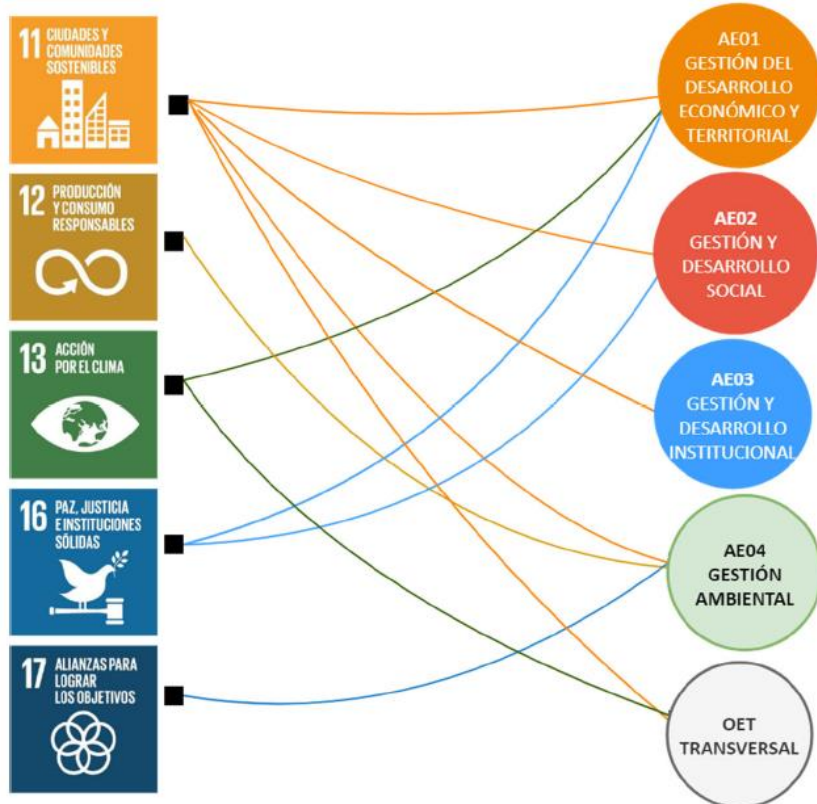 11 CIUDADES Y
COMUNIDADES
SOSTENIBLES
12 PRODUCCIÓN
Y CONSUMO
RESPONSABLES
13 ACCIÓN
POR EL CLIMA
16 PAZ, JUSTICIA
E INSTITUCIONES
SÓLIDAS
17 ALIANZAS PARA
LOGRAR
LOS OBJETIVOS
AE01
GESTIÓN DEL
DESARROLLO
ECONÓMICO Y
TERRITORIAL
AE02
GESTIÓN Y
DESARROLLO
SOCIAL
AE03
GESTIÓN Y
DESARROLLO
INSTITUCIONAL
AE04
GESTIÓN
AMBIENTAL
OET
TRANSVERSAL